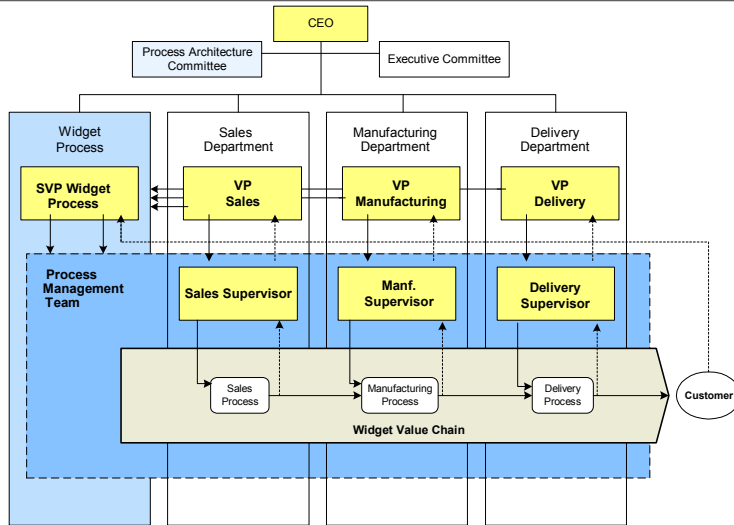 CEO
Process Architecture
Committee
Executive Committee
Widget
Process
Sales
Department
Manufacturing
Department
Delivery
Department
SVP Widget
Process
VP
Sales
VP
Manufacturing
VP
Delivery
Process
Management
Team
Sales Supervisor
Manf.
Supervisor
Delivery
Supervisor
Sales
Process
Manufacturing
Process
Delivery
Process
Customer
Widget Value Chain